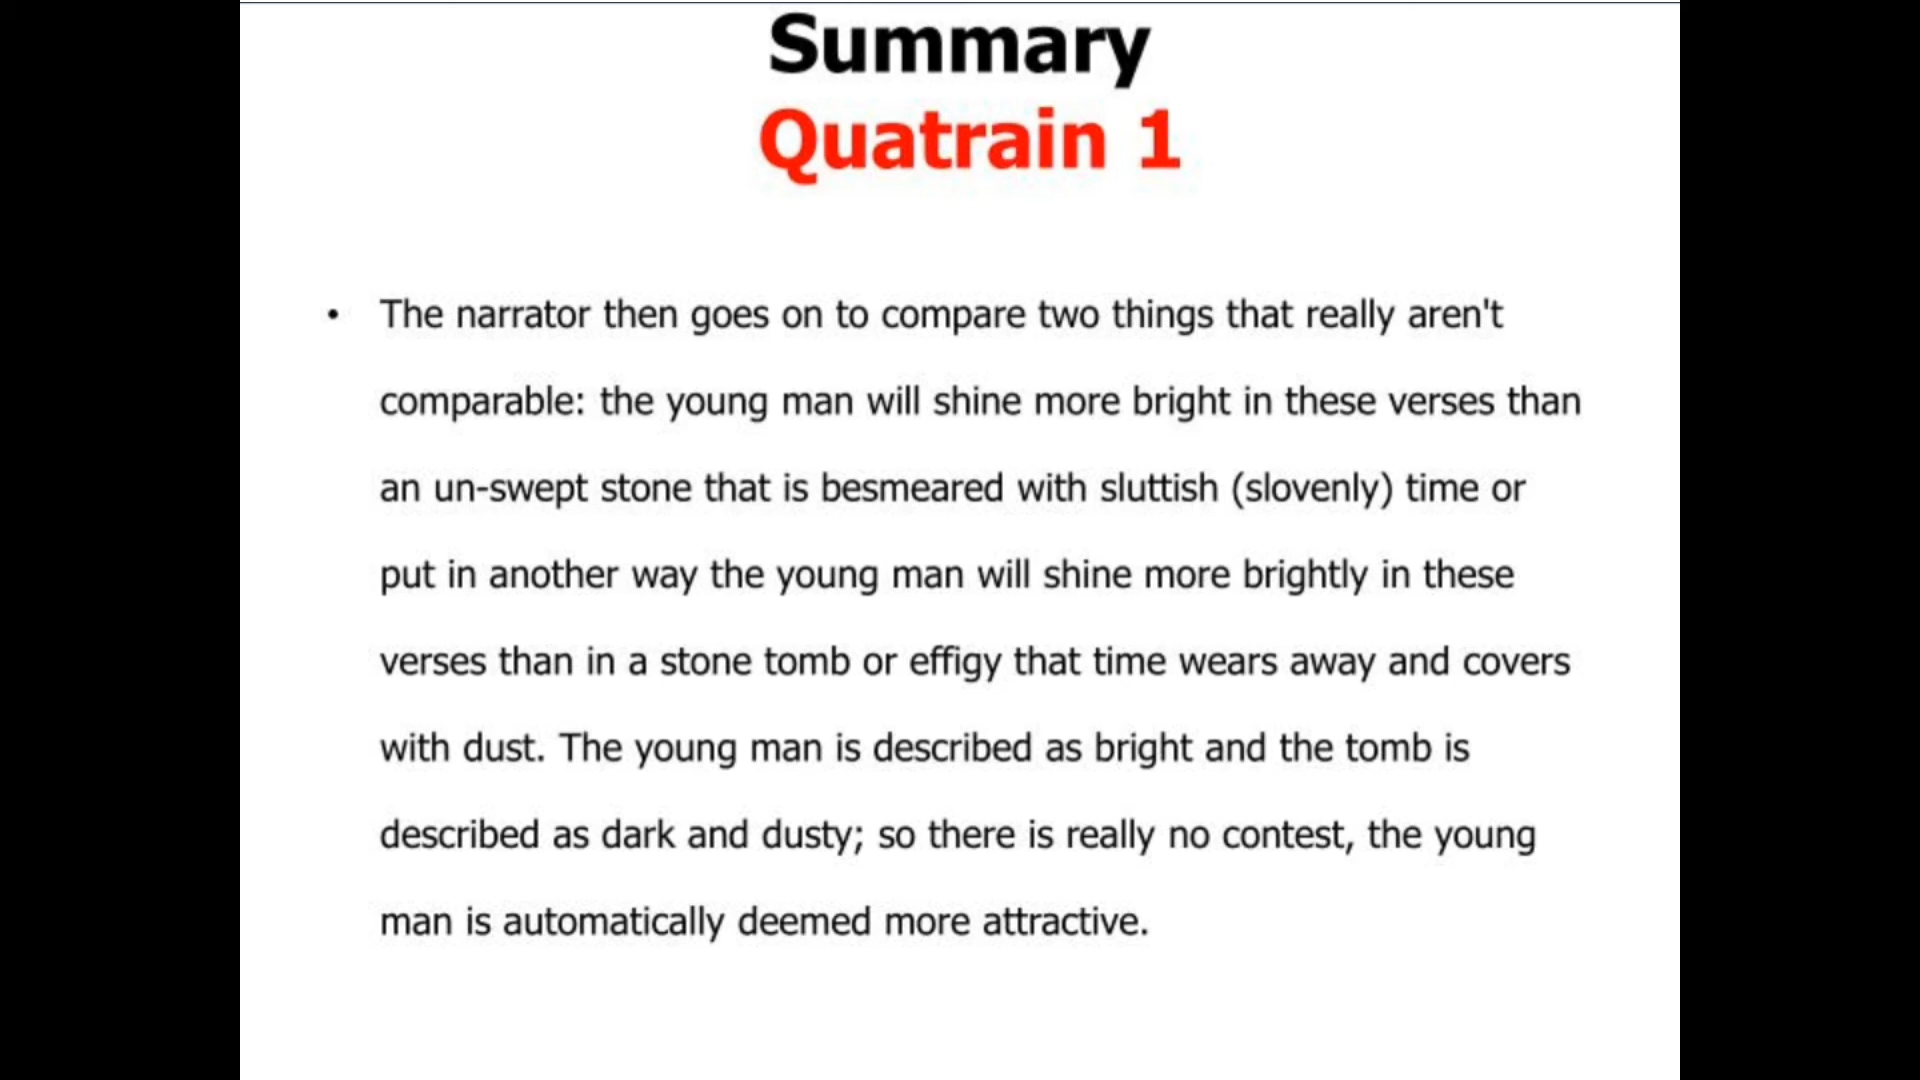 Summary
Quatrain 1
• The narrator then goes on to compare two things that really aren't
comparable: the young man will shine more bright in these verses than
an un-swept stone that is besmeared with sluttish (slovenly) time or
put in another way the young man will shine more brightly in these
verses than in a stone tomb or effigy that time wears away and covers
with dust. The young man is described as bright and the tomb is
described as dark and dusty; so there is really no contest, the young
man is automatically deemed more attractive.